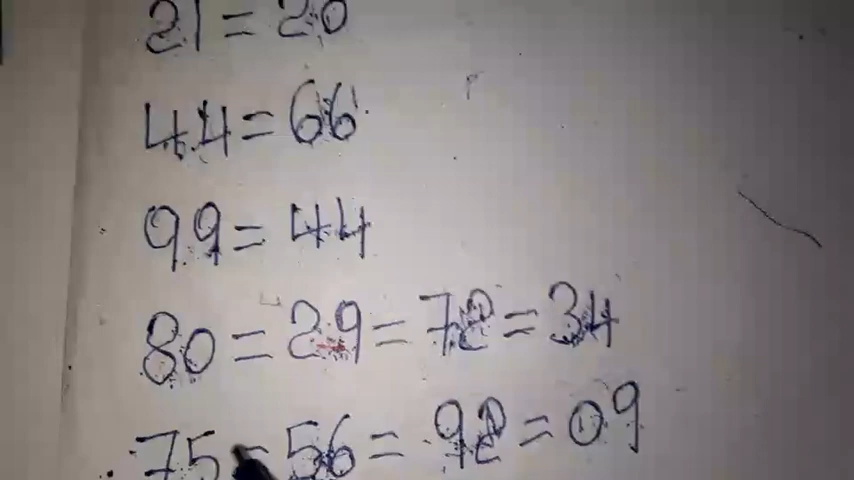 21 = 20
44 = 66
99 = 44
80 = 29 = 72 = 34
75 = 56 = 92 = 09